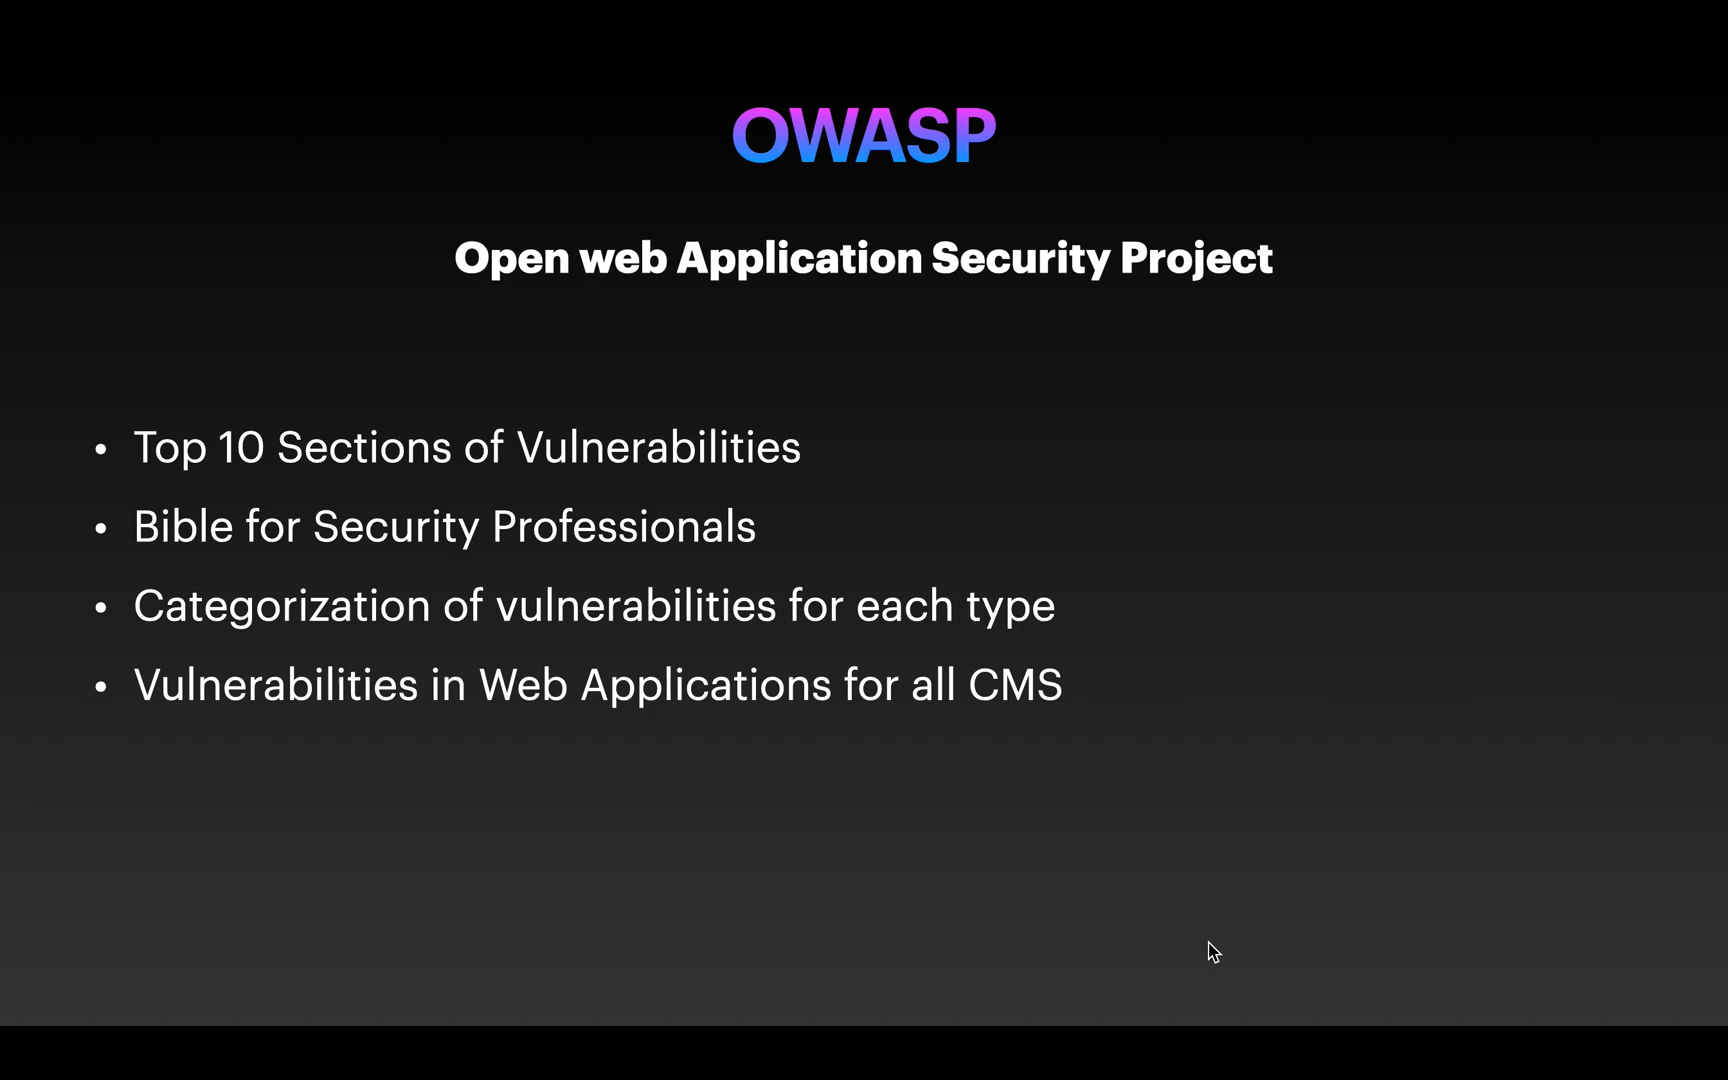 OWASP
Open web Application Security Project
• Top 10 Sections of Vulnerabilities
• Bible for Security Professionals
• Categorization of vulnerabilities for each type
• Vulnerabilities in Web Applications for all CMS